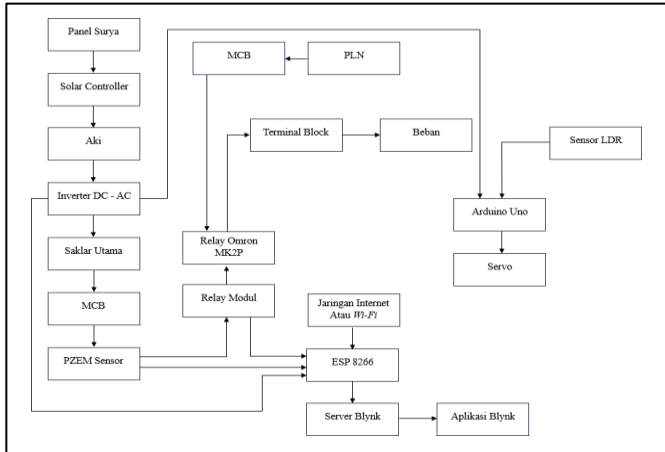 Panel Surya
MCB
PLN
Solar Controller
Terminal Block
Beban
Sensor LDR
Aki
Inverter DC - AC
Arduino Uno
Saklar Utama
Relay Omron
MK2P
Servo
MCB
Relay Modul
Jaringan Internet
Atau Wi-Fi
PZEM Sensor
ESP 8266
Server Blynk
Aplikasi Blynk